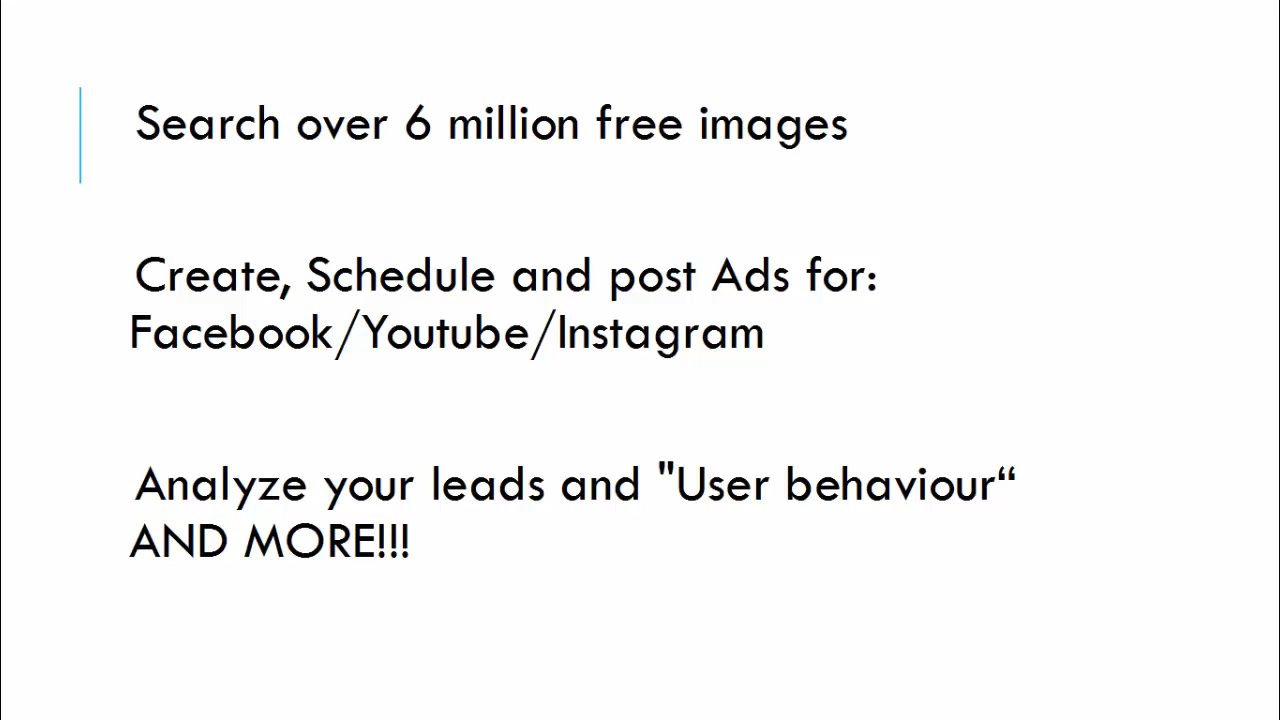 Search over 6 million free images
Create, Schedule and post Ads for:
Facebook/Youtube/Instagram
Analyze your leads and "User behaviour“
AND MORE!!!